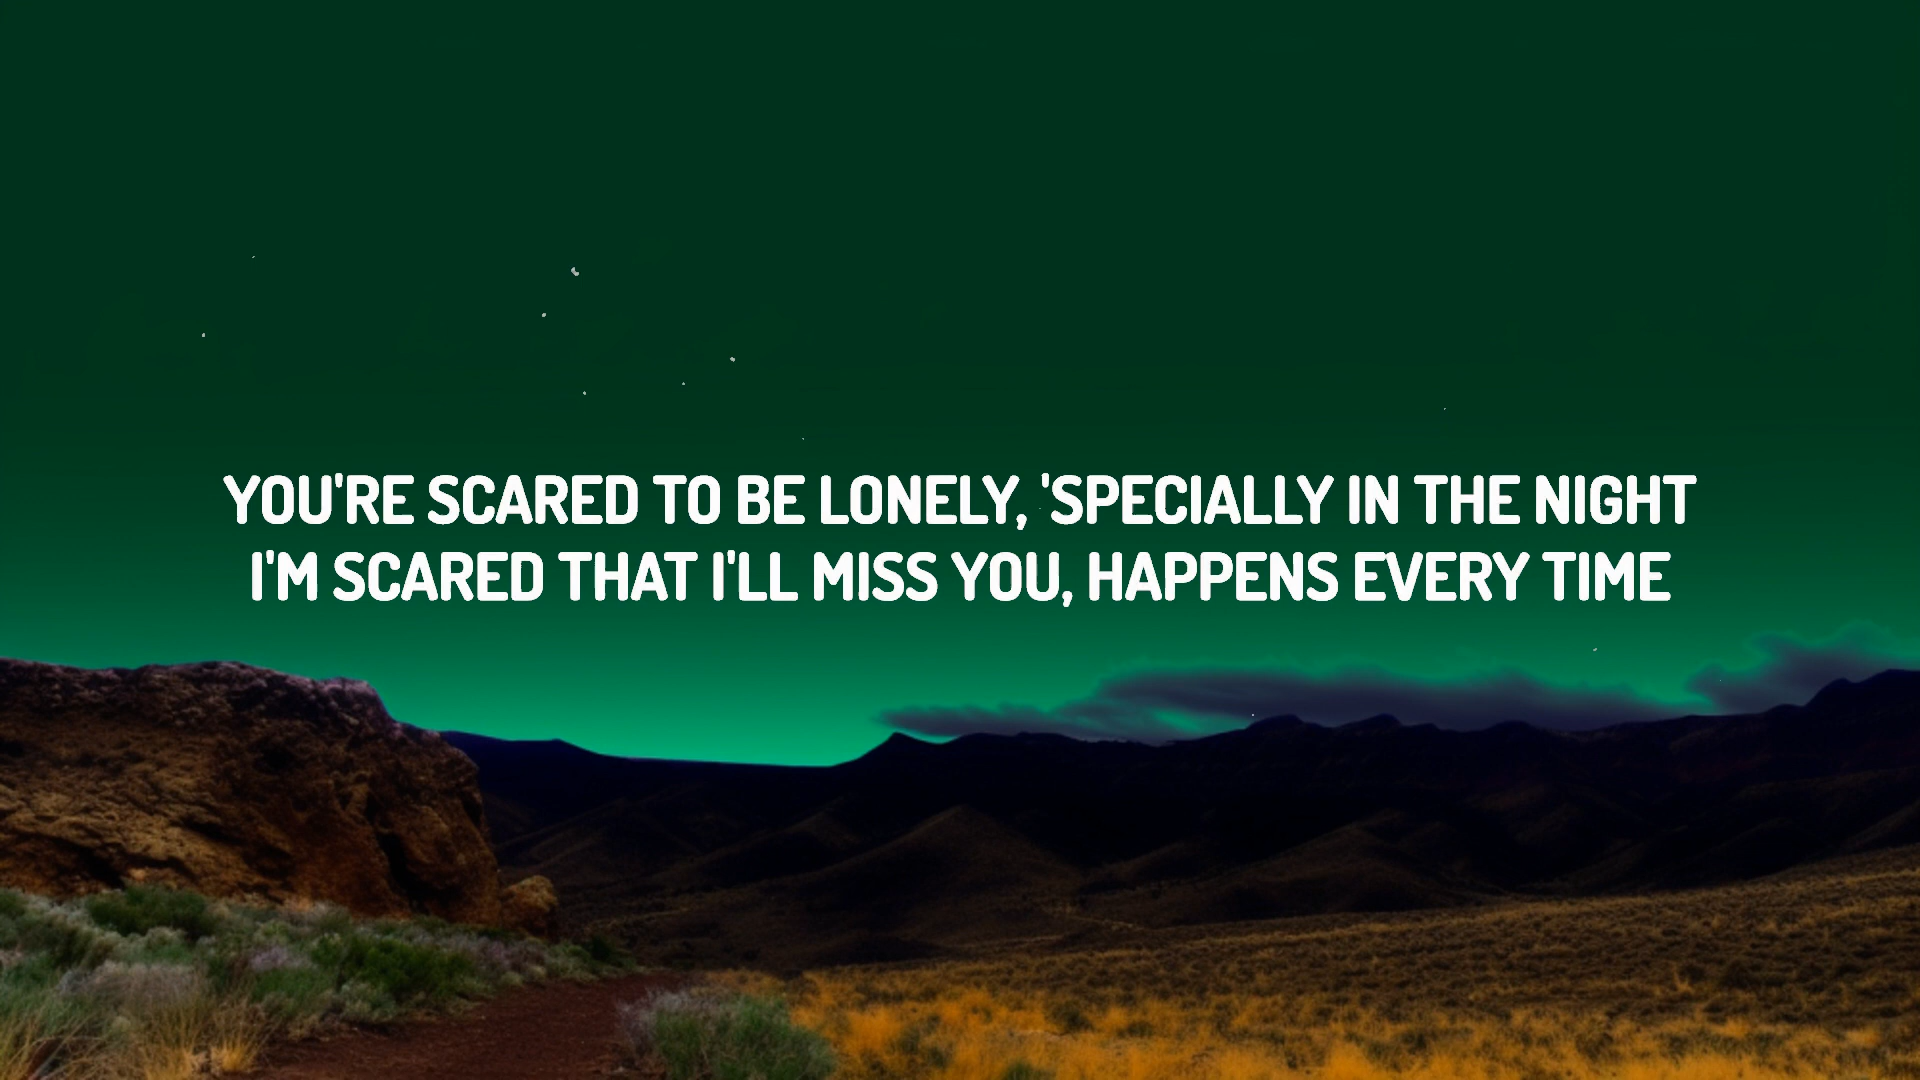 YOU'RE SCARED TO BE LONELY, 'SPECIALLY IN THE NIGHT
I'M SCARED THAT I'LL MISS YOU, HAPPENS EVERY TIME